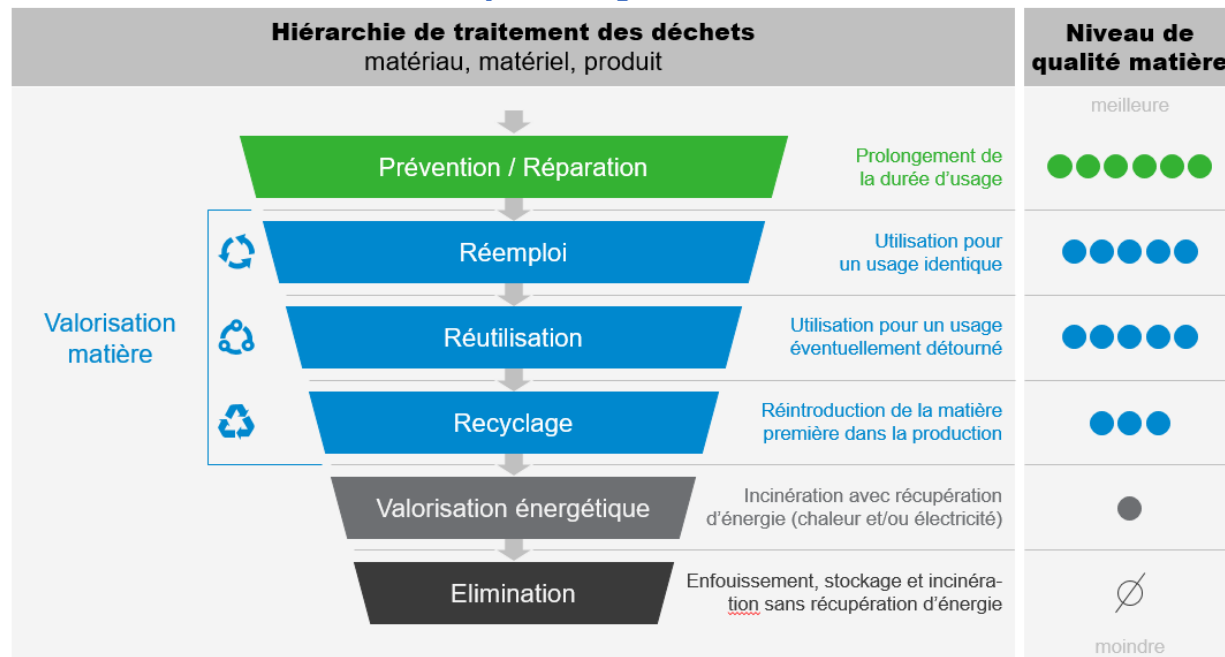 Hiérarchie de traitement des déchets
matériau, matériel, produit
Niveau de
qualité matière
meilleure
Prévention / Réparation
Prolongement de
la durée d'usage
Réemploi
Utilisation pour
un usage identique
Valorisation
matière
Réutilisation
Utilisation pour un usage
éventuellement détourné
Recyclage
Réintroduction de la matière
première dans la production
Valorisation énergétique
Incinération avec récupération
d'énergie (chaleur et/ou électricité)
Elimination
Enfouissement, stockage et incinéra-
tion sans récupération d'énergie
moindre